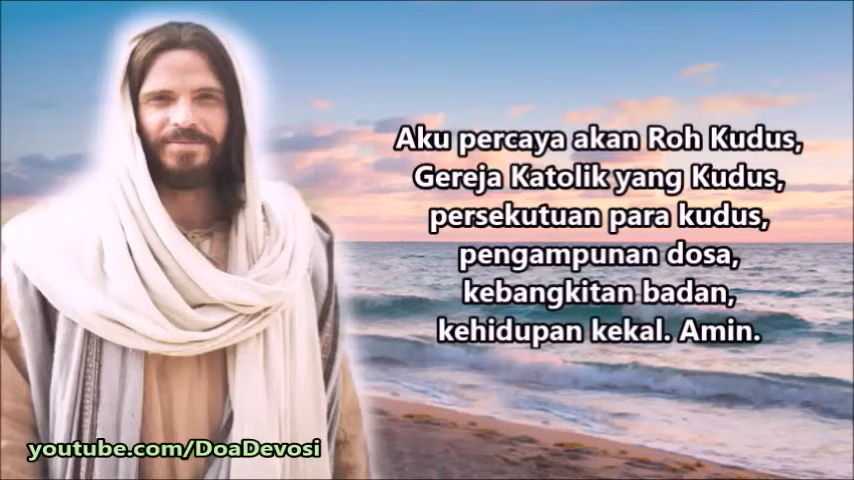 Aku percaya akan Roh Kudus,
Gereja Katolik yang Kudus,
persekutuan para kudus,
pengampunan dosa,
kebangkitan badan,
kehidupan kekal. Amin.
youtube.com/DoaDevosi